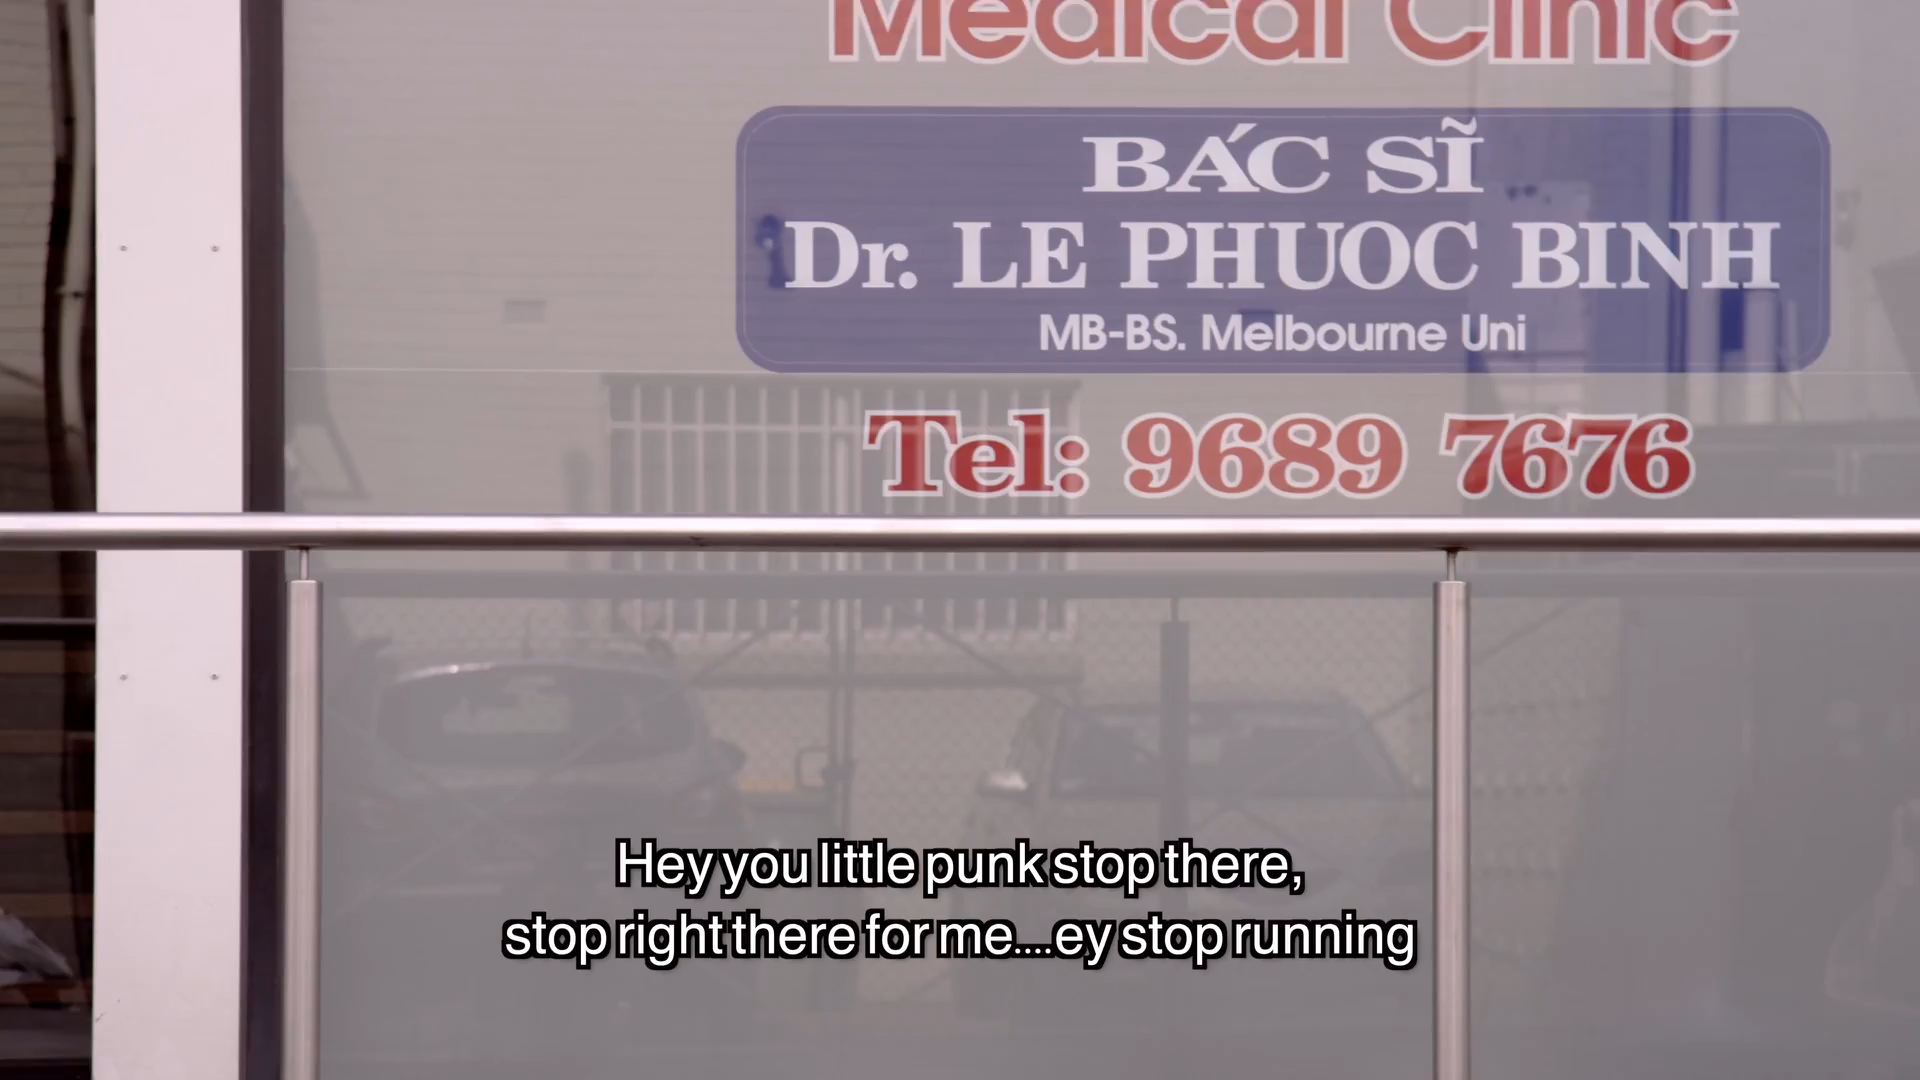 Medical Clinic
BÁC SĨ
Dr. LE PHUOC BINH
MB-BS. Melbourne Uni
Tel: 9689 7676
Hey you little punk stop there,
stop right there for me....ey stop running